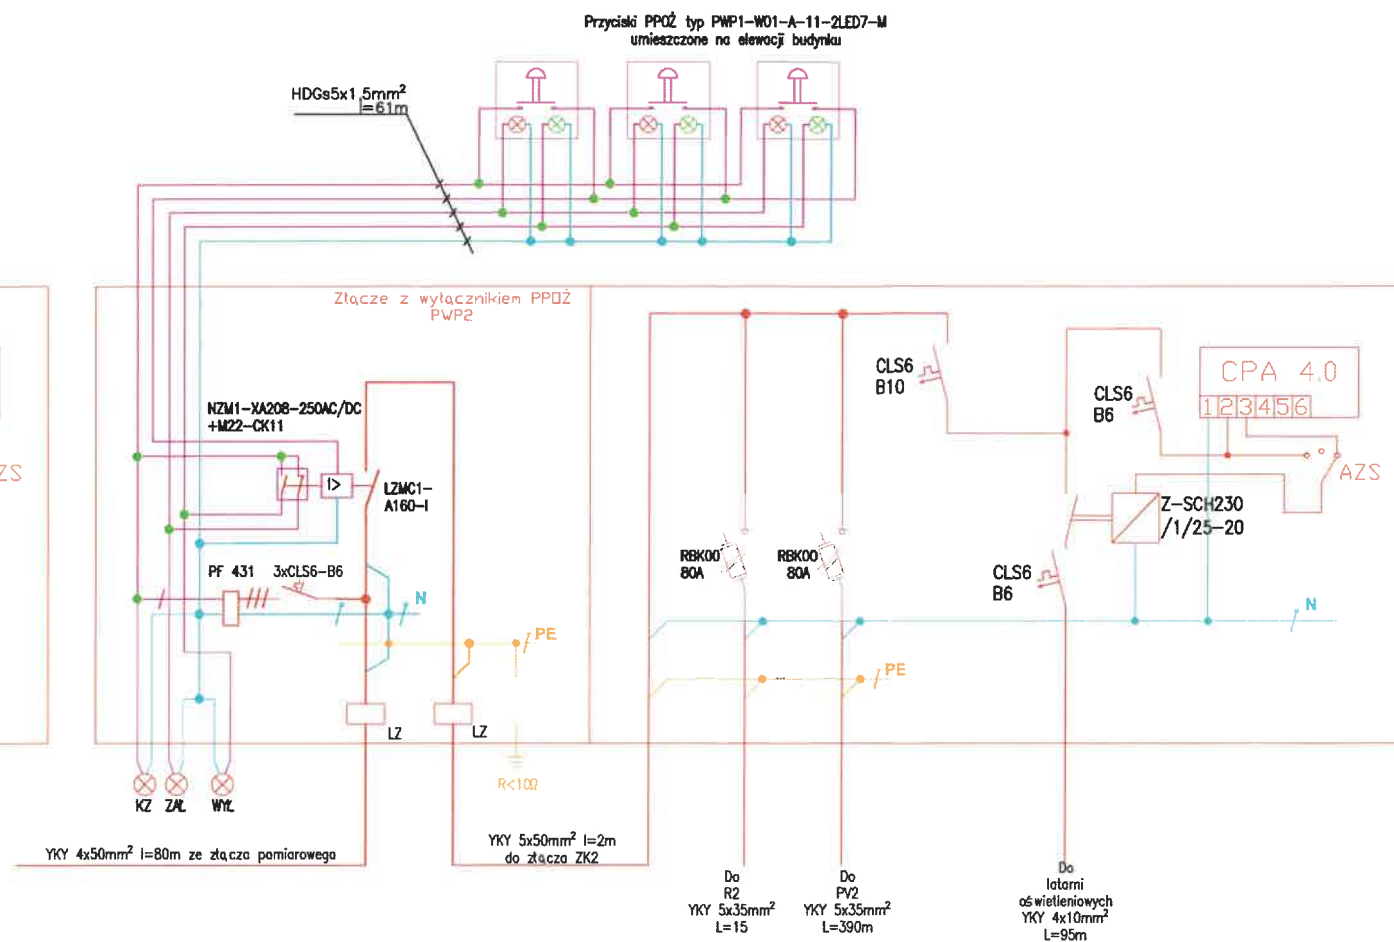 Przyciski PPOŻ typ PWP1-W01-A-11-2LED7-M
umieszczone na elewacji budynku
HDGs5x1,5mm²
l=61m
Złącze z wyłącznikiem PPOŻ
PWP2
NZM1-XA208-250AC/DC
+M22-CK11
I>
LZMC1-
A160-I
PF 431
3xCLS6-B6
N
PE
LZ
LZ
R<10Ω
KZ
ZAŁ
WYŁ
YKY 4x50mm² l=80m ze złącza pomiarowego
YKY 5x50mm² l=2m
do złącza ZK2
ZS
CLS6
B10
CLS6
B6
CPA 4.0
1 2 3 4 5 6
AZS
Z-SCH230
/1/25-20
RBK00
80A
RBK00
80A
CLS6
B6
N
PE
Do
R2
YKY 5x35mm²
L=15
Do
PV2
YKY 5x35mm²
L=390m
Do
latarni
oświetleniowych
YKY 4x10mm²
L=95m